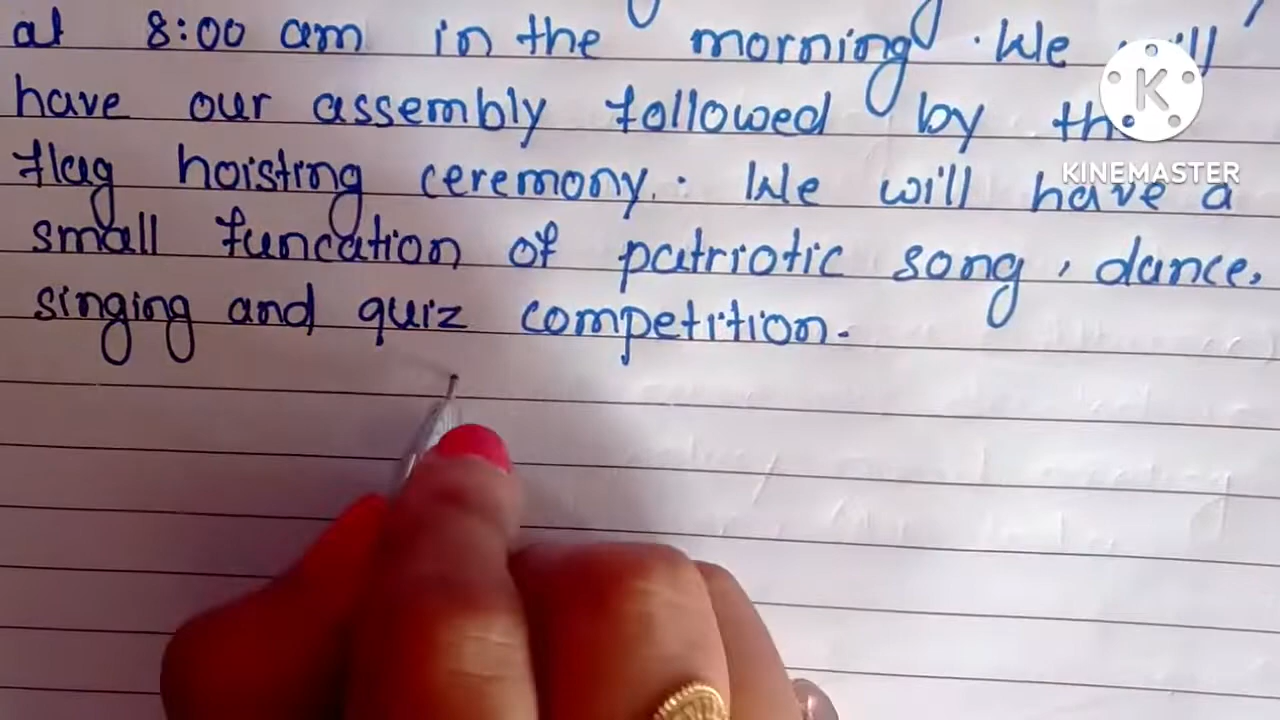 at 8:00 am in the morning. We will
have our assembly followed by the
flag hoisting ceremony. We will have a
small funcation of patriotic song, dance,
singing and quiz competition.
KINEMASTER